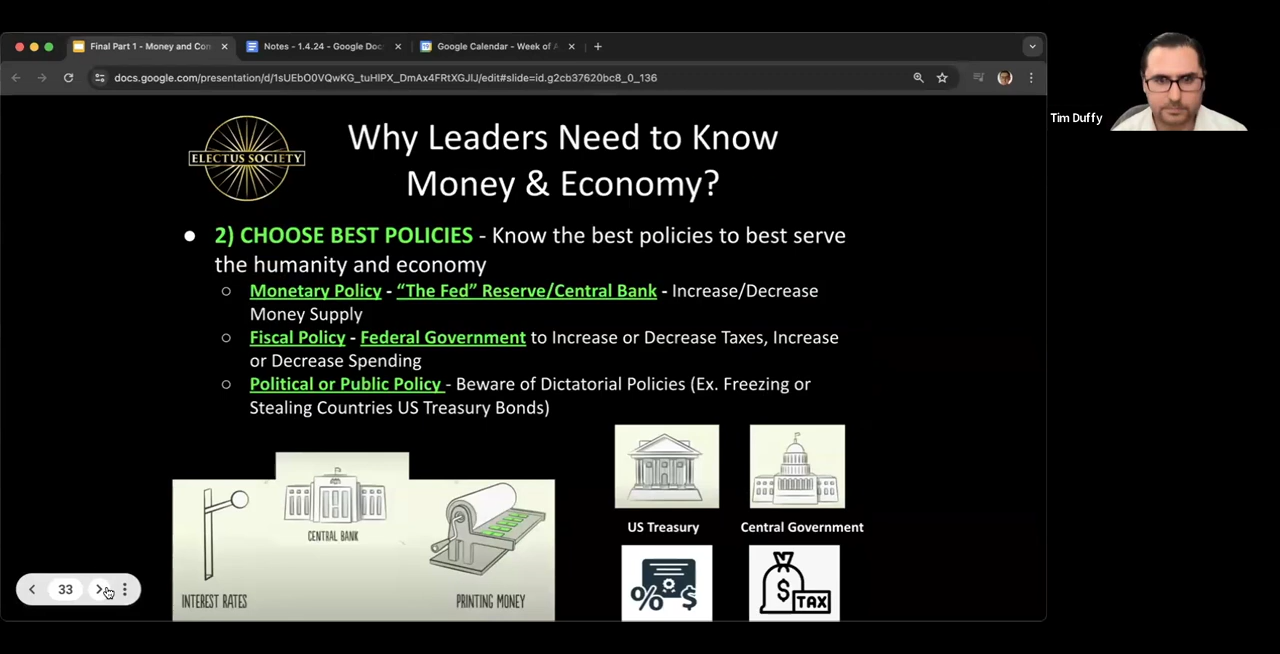 Final Part 1 - Money and Con
Notes - 1.4.24 - Google Doc
Google Calendar - Week of
docs.google.com/presentation/d/1sUEbO0VQwKG_tuHlPX_DmAx4FRtXGJlJ/edit#slide=id.g2cb37620bc8_0_136
Tim Duffy
ELECTUS SOCIETY
Why Leaders Need to Know
Money & Economy?
● 2) CHOOSE BEST POLICIES - Know the best policies to best serve
the humanity and economy
○ Monetary Policy - “The Fed” Reserve/Central Bank - Increase/Decrease
Money Supply
○ Fiscal Policy - Federal Government to Increase or Decrease Taxes, Increase
or Decrease Spending
○ Political or Public Policy - Beware of Dictatorial Policies (Ex. Freezing or
Stealing Countries US Treasury Bonds)
CENTRAL BANK
INTEREST RATES
PRINTING MONEY
US Treasury
Central Government
% $
$ TAX
33